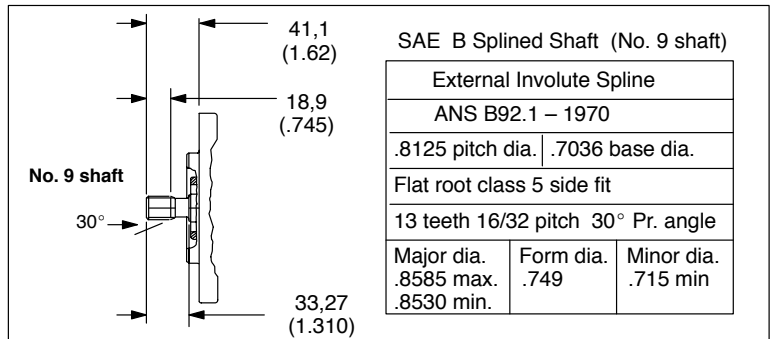 41,1
(1.62)
18,9
(.745)
No. 9 shaft
30°
33,27
(1.310)
SAE B Splined Shaft (No. 9 shaft)
External Involute Spline
ANS B92.1 – 1970
.8125 pitch dia. .7036 base dia.
Flat root class 5 side fit
13 teeth 16/32 pitch 30° Pr. angle
Major dia.
.8585 max.
.8530 min.
Form dia.
.749
Minor dia.
.715 min